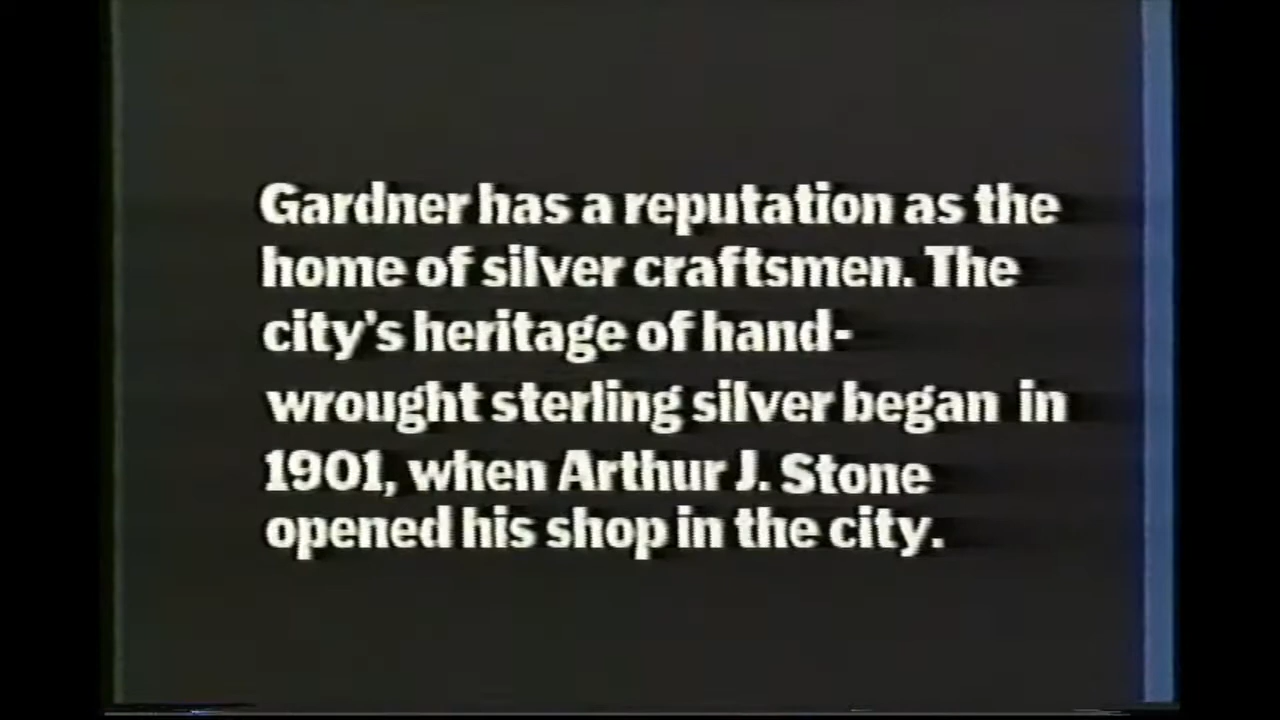 Gardner has a reputation as the
home of silver craftsmen. The
city's heritage of hand-
wrought sterling silver began in
1901, when Arthur J. Stone
opened his shop in the city.